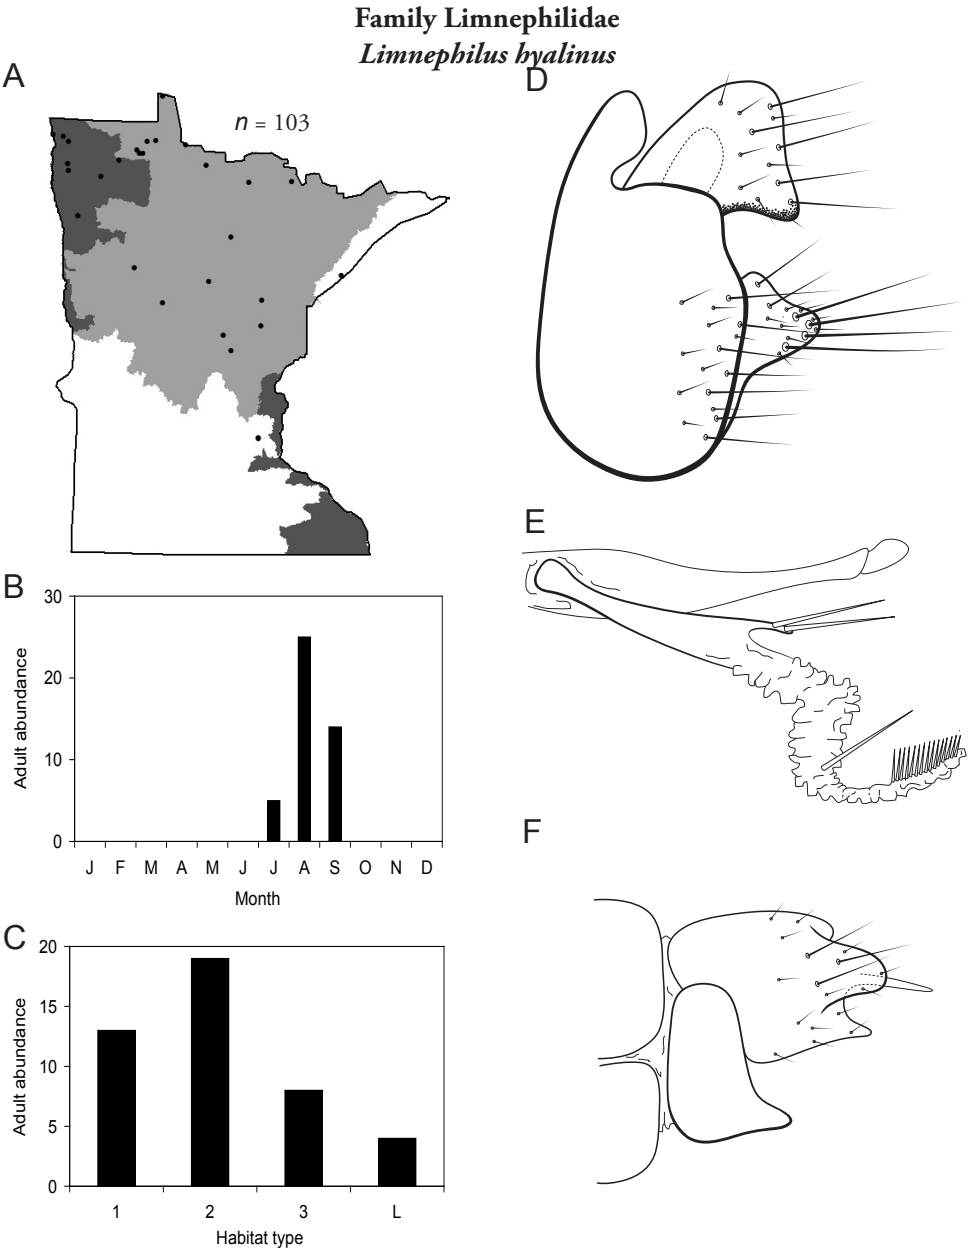 Family Limnephilidae
Limnephilus hyalinus
A
n = 103
B
30
20
10
0
Adult abundance
J F M A M J J A S O N D
Month
C
20
15
10
5
0
Adult abundance
1 2 3 L
Habitat type
D
E
F